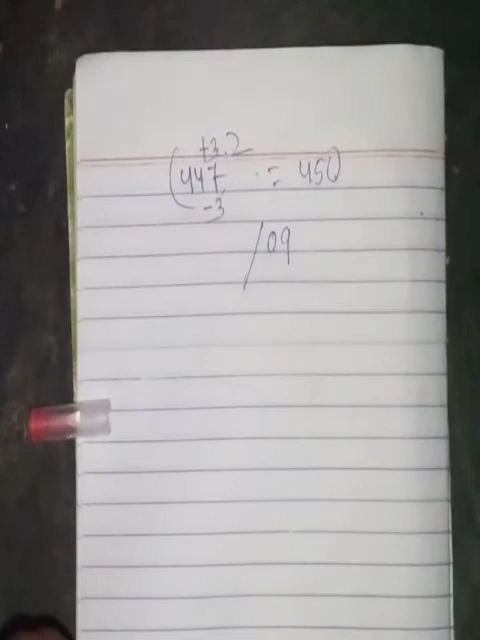 +3.2
(447 = 450)
-3
/09